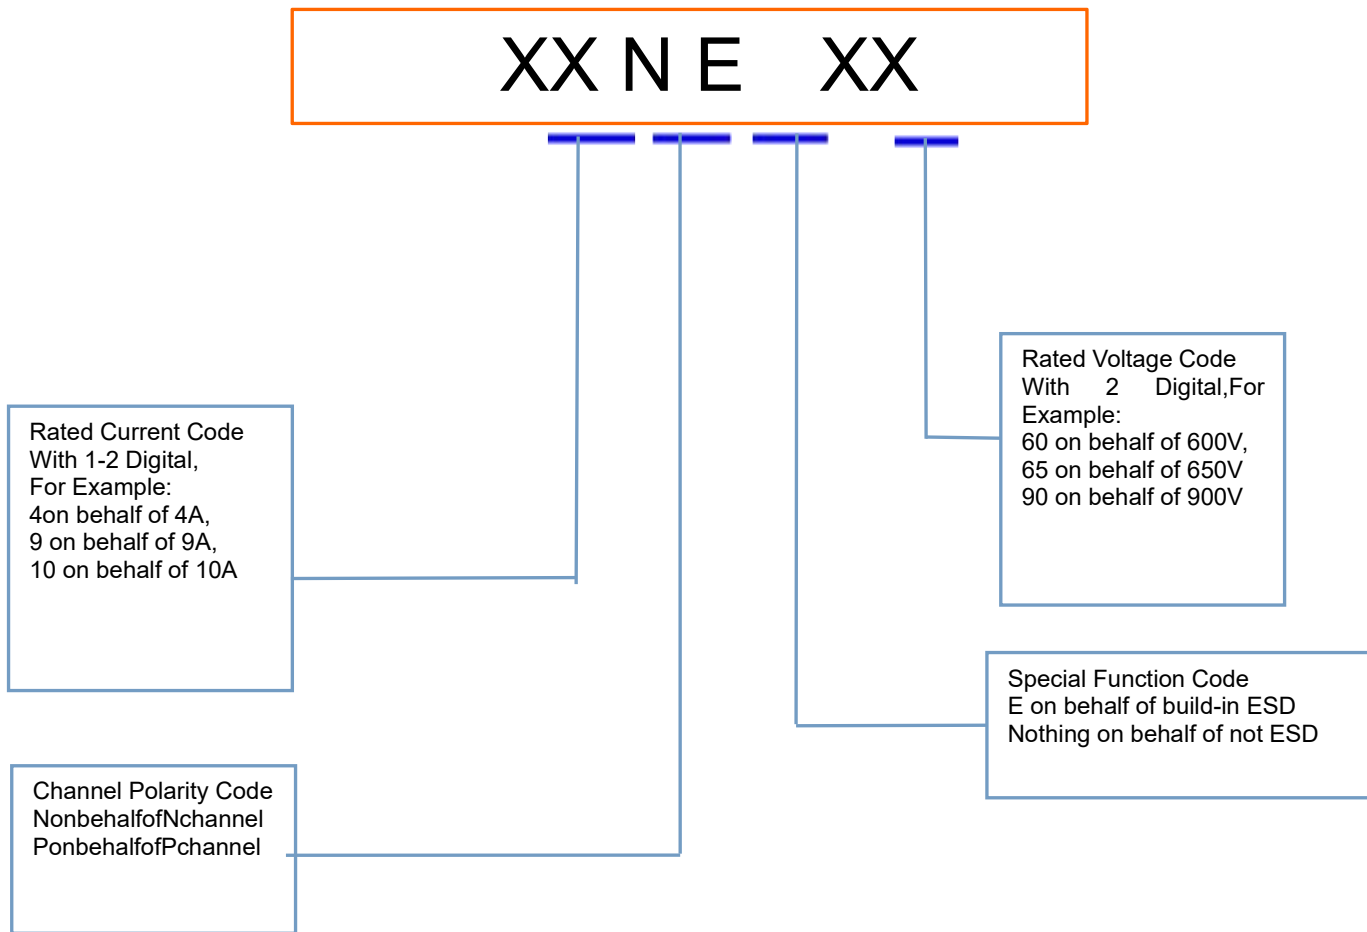 XX N E XX
Rated Voltage Code
With 2 Digital,For
Example:
60 on behalf of 600V,
65 on behalf of 650V
90 on behalf of 900V
Rated Current Code
With 1-2 Digital,
For Example:
4on behalf of 4A,
9 on behalf of 9A,
10 on behalf of 10A
Special Function Code
E on behalf of build-in ESD
Nothing on behalf of not ESD
Channel Polarity Code
NonbehalfofNchannel
PonbehalfofPchannel